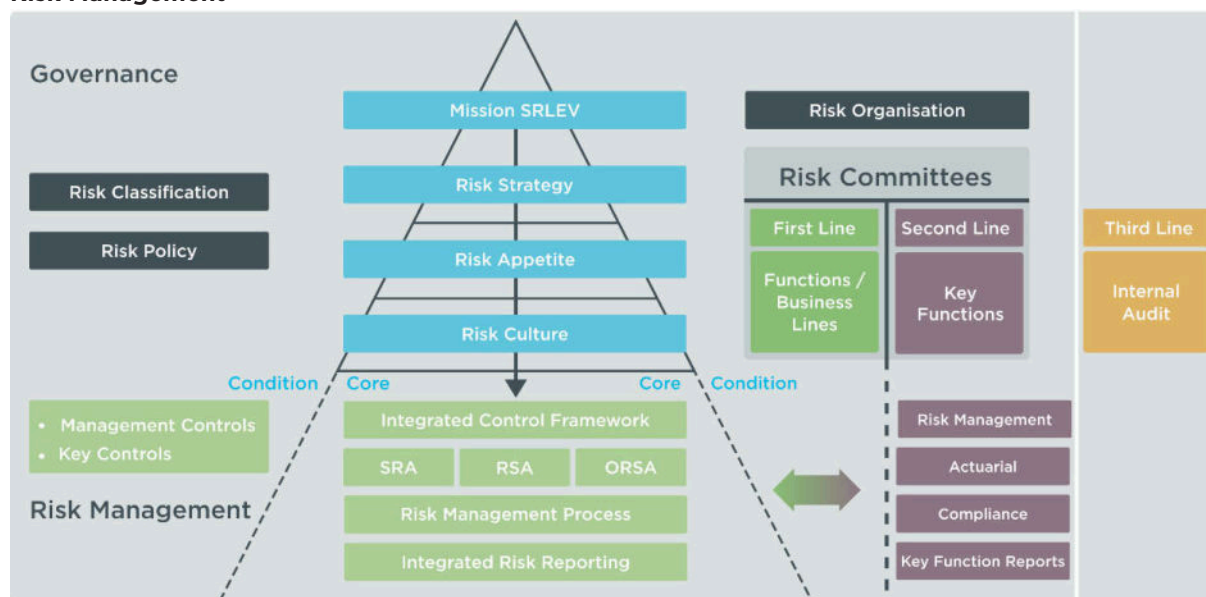 Governance
Mission SRLEV
Risk Organisation
Risk Classification
Risk Strategy
Risk Committees
Risk Policy
First Line
Second Line
Third Line
Risk Appetite
Functions /
Business
Lines
Key
Functions
Internal
Audit
Risk Culture
Condition
Core
Core
Condition
• Management Controls
• Key Controls
Integrated Control Framework
Risk Management
SRA
RSA
ORSA
Actuarial
Risk Management
Risk Management Process
Compliance
Integrated Risk Reporting
Key Function Reports